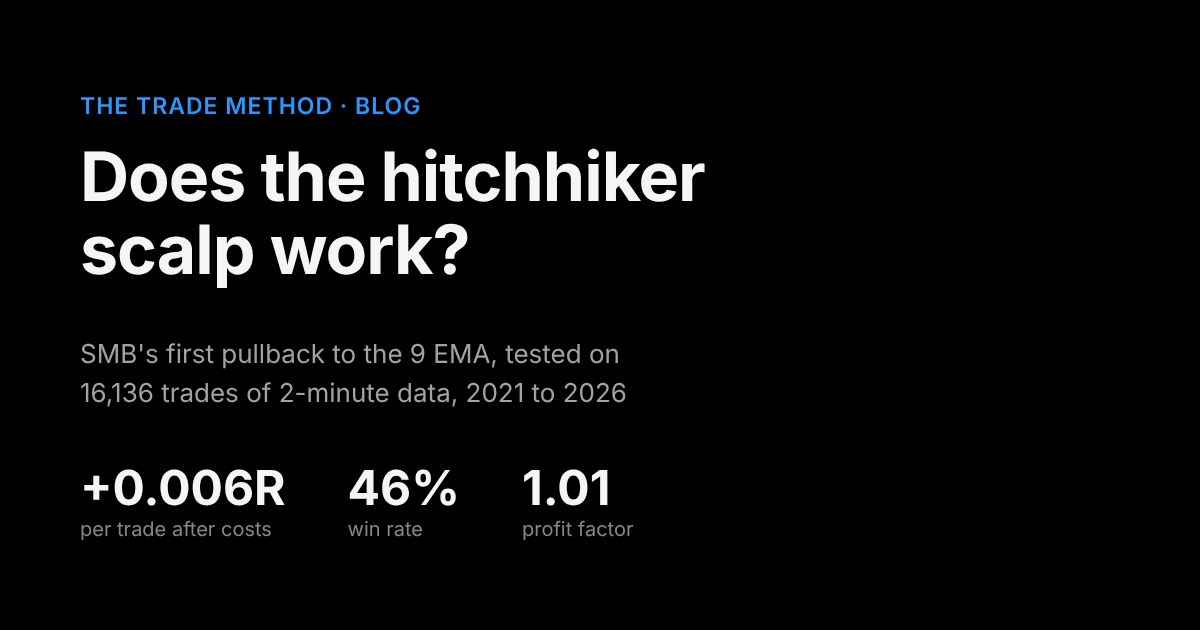 THE TRADE METHOD · BLOG
Does the hitchhiker
scalp work?
SMB's first pullback to the 9 EMA, tested on
16,136 trades of 2-minute data, 2021 to 2026
+0.006R 46% 1.01
per trade after costs win rate profit factor